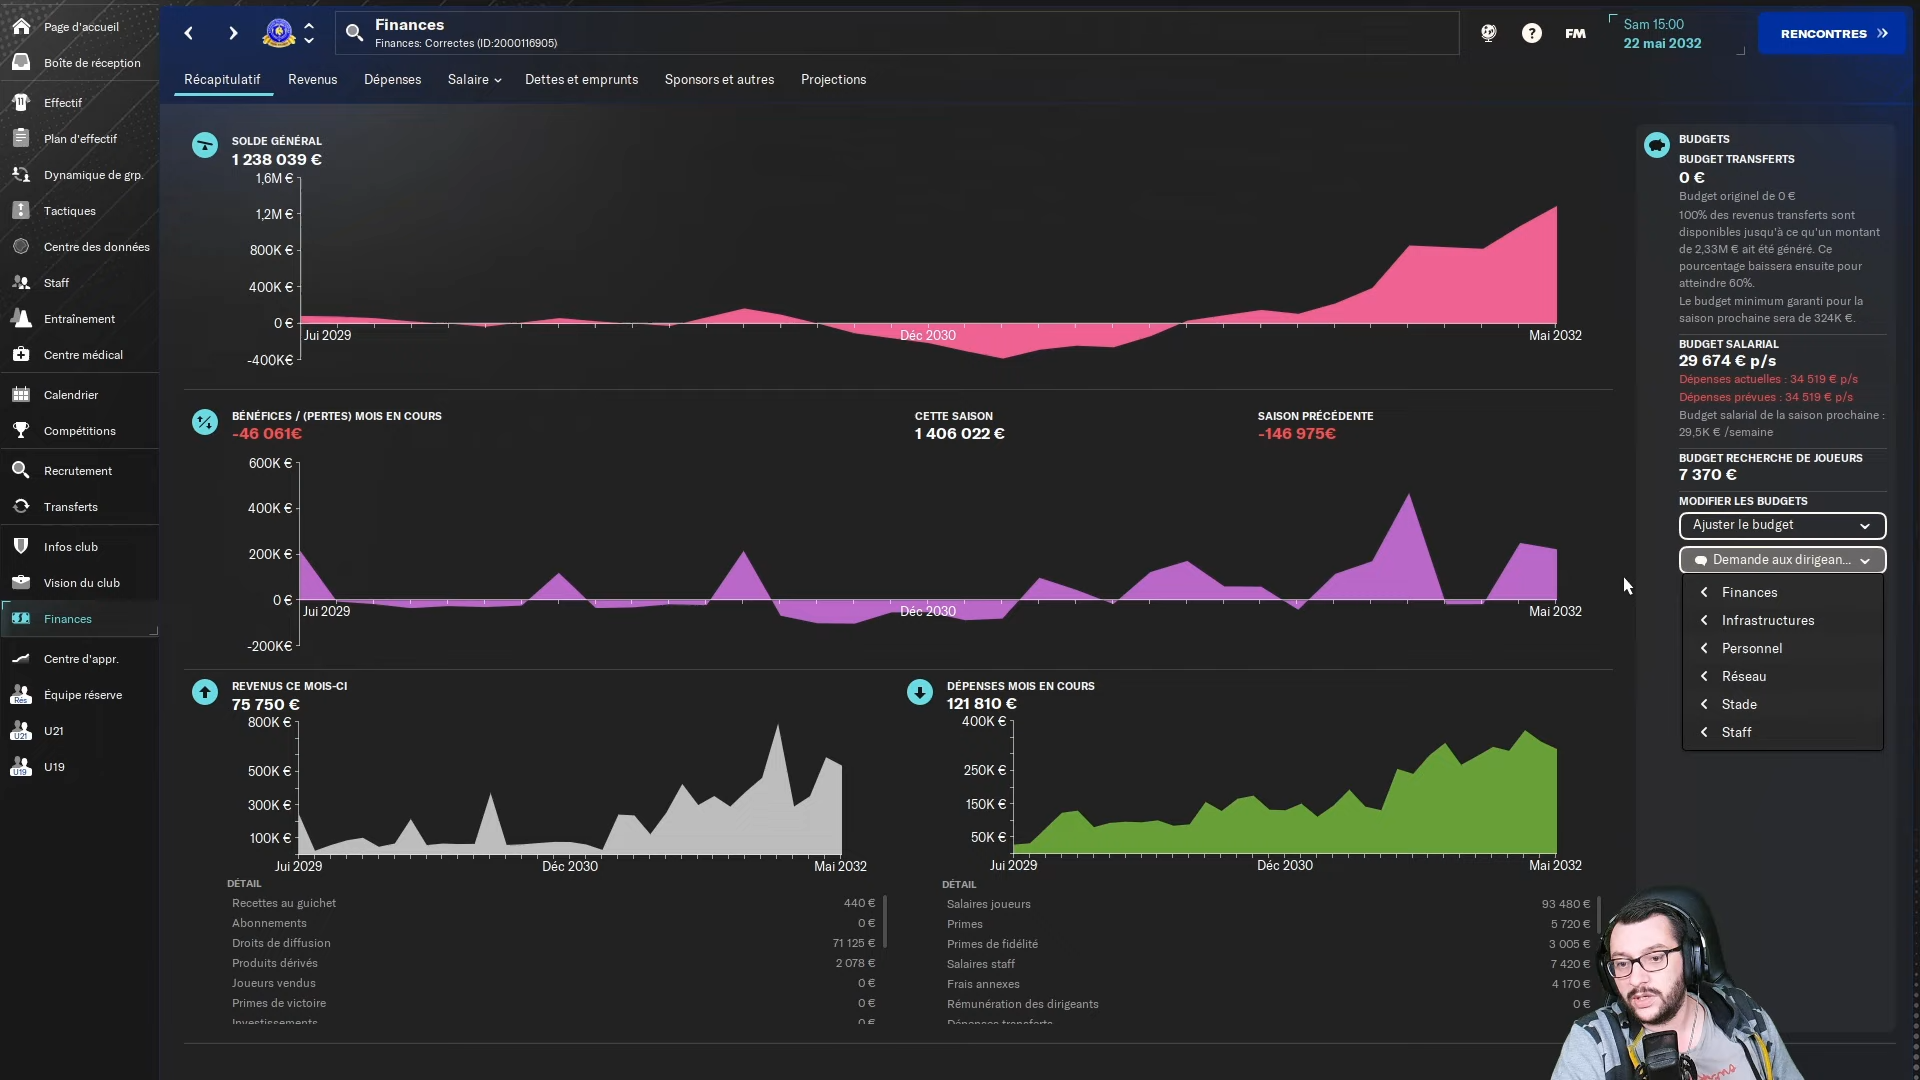 Page d'accueil
Boîte de réception
Effectif
Plan d'effectif
Dynamique de grp.
Tactiques
Centre des données
Staff
Entraînement
Centre médical
Calendrier
Compétitions
Recrutement
Transferts
Infos club
Vision du club
Finances
Centre d'appr.
Rés
Équipe réserve
U21
U21
U19
U19
Finances
Finances: Correctes (ID:2000116905)
?
FM
Sam 15:00
22 mai 2032
RENCONTRES
Récapitulatif
Revenus
Dépenses
Salaire
Dettes et emprunts
Sponsors et autres
Projections
SOLDE GÉNÉRAL
1 238 039 €
1,6M €
1,2M €
800K €
400K €
0 €
-400K€
Jui 2029
Déc 2030
Mai 2032
BÉNÉFICES / (PERTES) MOIS EN COURS
-46 061€
CETTE SAISON
1 406 022 €
SAISON PRÉCÉDENTE
-146 975€
600K €
400K €
200K €
0 €
-200K€
Jui 2029
Déc 2030
Mai 2032
REVENUS CE MOIS-CI
75 750 €
800K €
500K €
300K €
100K €
Jui 2029
Déc 2030
Mai 2032
DÉTAIL
Recettes au guichet 440 €
Abonnements 0 €
Droits de diffusion 71 125 €
Produits dérivés 2 078 €
Joueurs vendus 0 €
Primes de victoire 0 €
Investissements 0 €
DÉPENSES MOIS EN COURS
121 810 €
400K €
250K €
150K €
50K €
Jui 2029
Déc 2030
Mai 2032
DÉTAIL
Salaires joueurs 93 480 €
Primes 5 720 €
Primes de fidélité 3 005 €
Salaires staff 7 420 €
Frais annexes 4 170 €
Rémunération des dirigeants 0 €
Dépenses transferts
BUDGETS
BUDGET TRANSFERTS
0 €
Budget originel de 0 €
100% des revenus transferts sont
disponibles jusqu'à ce qu'un montant
de 2,33M € ait été généré. Ce
pourcentage baissera ensuite pour
atteindre 60%.
Le budget minimum garanti pour la
saison prochaine sera de 324K €.
BUDGET SALARIAL
29 674 € p/s
Dépenses actuelles : 34 519 € p/s
Dépenses prévues : 34 519 € p/s
Budget salarial de la saison prochaine :
29,5K € /semaine
BUDGET RECHERCHE DE JOUEURS
7 370 €
MODIFIER LES BUDGETS
Ajuster le budget
Demande aux dirigean...
Finances
Infrastructures
Personnel
Réseau
Stade
Staff